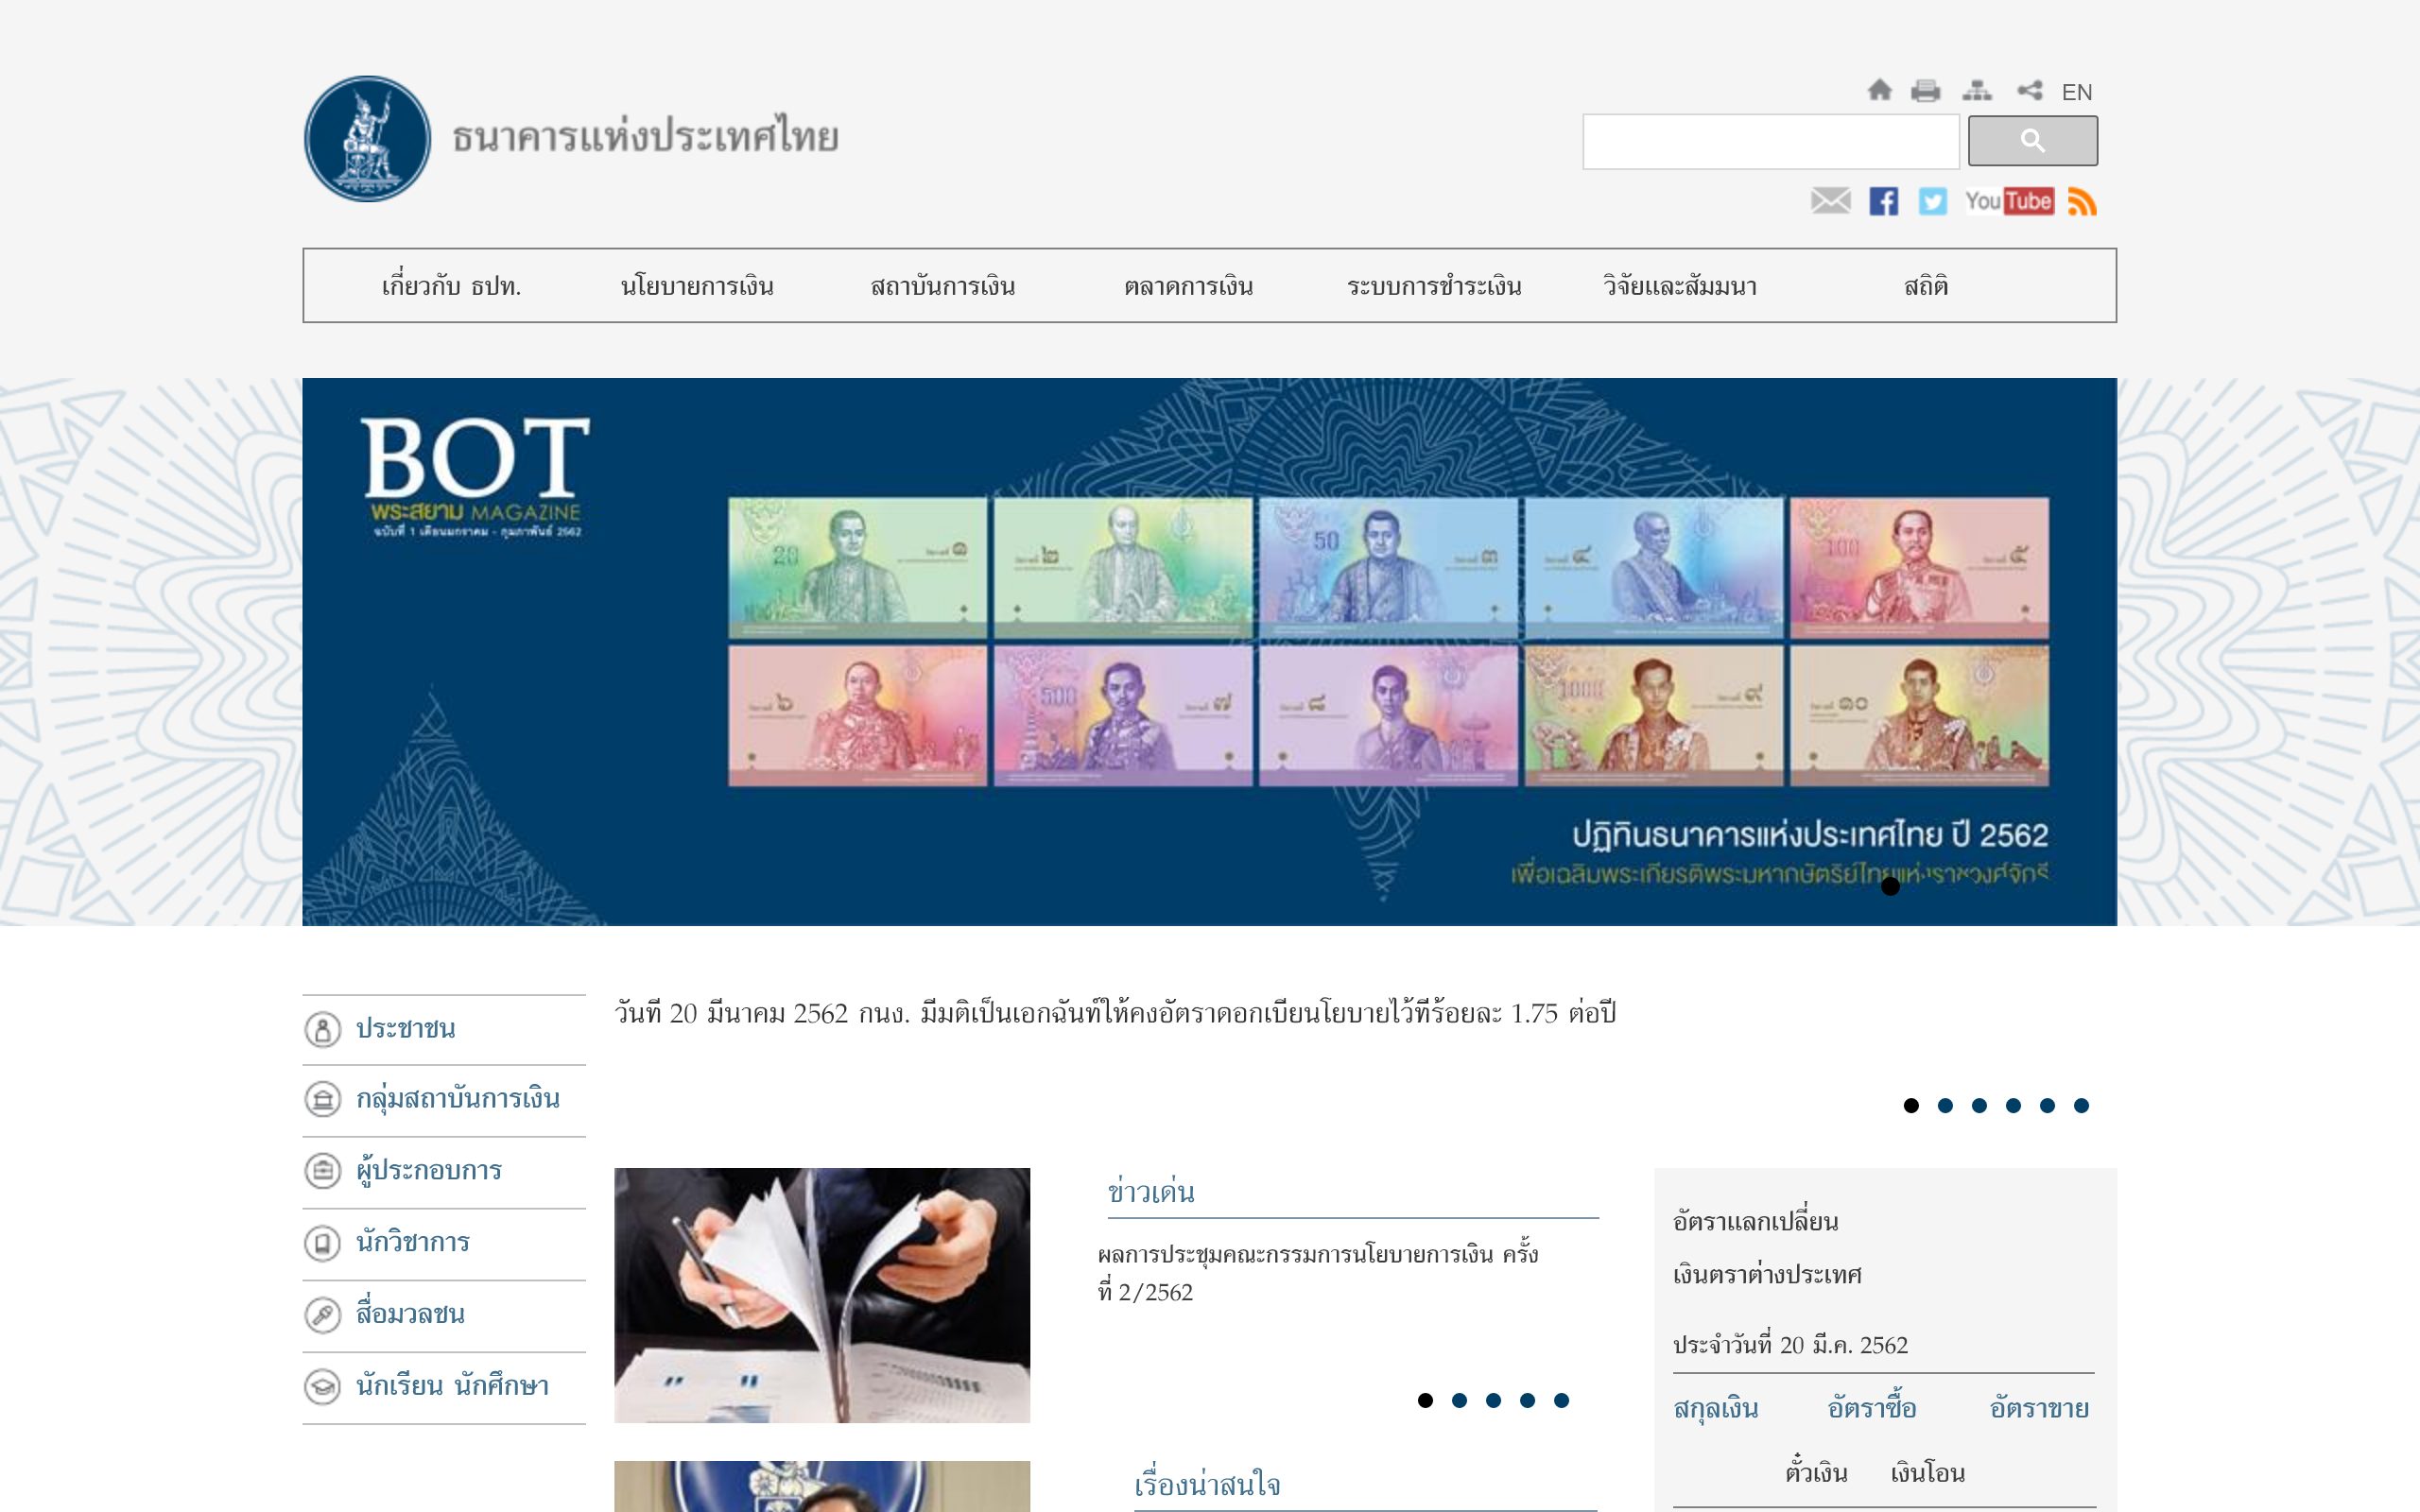 EN
ธนาคารแห่งประเทศไทย
YouTube
เกี่ยวกับ ธปท. นโยบายการเงิน สถาบันการเงิน ตลาดการเงิน ระบบการชำระเงิน วิจัยและสัมมนา สถิติ
BOT
พระสยาม MAGAZINE
ฉบับที่ 1 เดือนมกราคม - กุมภาพันธ์ 2562
20 ๑ ๒ 50 ๓ ๔ 100 ๕
๖ 500 ๗ ๘ 1000 ๙ ๑๐
ปฏิทินธนาคารแห่งประเทศไทย ปี 2562
เพื่อเฉลิมพระเกียรติพระมหากษัตริย์ไทยแห่งราชวงศ์จักรี
วันที่ 20 มีนาคม 2562 กนง. มีมติเป็นเอกฉันท์ให้คงอัตราดอกเบี้ยนโยบายไว้ที่ร้อยละ 1.75 ต่อปี
ประชาชน
กลุ่มสถาบันการเงิน
ผู้ประกอบการ
นักวิชาการ
สื่อมวลชน
นักเรียน นักศึกษา
ข่าวเด่น
ผลการประชุมคณะกรรมการนโยบายการเงิน ครั้ง
ที่ 2/2562
เรื่องน่าสนใจ
อัตราแลกเปลี่ยน
เงินตราต่างประเทศ
ประจำวันที่ 20 มี.ค. 2562
สกุลเงิน อัตราซื้อ อัตราขาย
ตั๋วเงิน เงินโอน